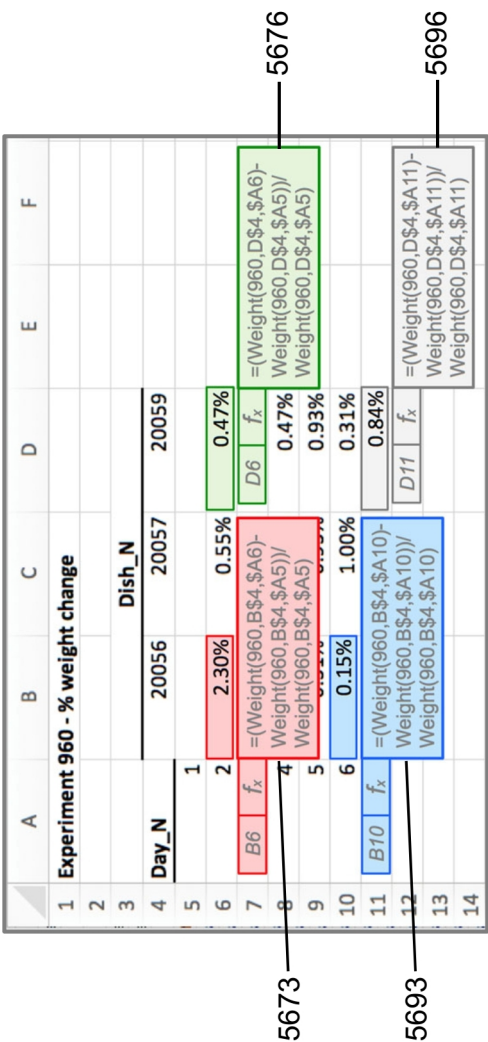 5676 5696
A B C D E F
1 Experiment 960 - % weight change
2
3 Dish_N
4 Day_N 20056 20057 20059
5 1
6 2 2.30% 0.55% 0.47%
7 B6 fx =(Weight(960,B$4,$A6)- D6 fx =(Weight(960,D$4,$A6)-
8 4 Weight(960,B$4,$A5))/ 0.47% Weight(960,D$4,$A5))/
9 5 Weight(960,B$4,$A5) 0.93% Weight(960,D$4,$A5)
10 6 0.15% 1.00% 0.31%
11 B10 fx =(Weight(960,B$4,$A10)- 0.84%
12 Weight(960,B$4,$A10))/ D11 fx =(Weight(960,D$4,$A11)-
13 Weight(960,B$4,$A10) Weight(960,D$4,$A11))/
14 Weight(960,D$4,$A11)
5673 5693